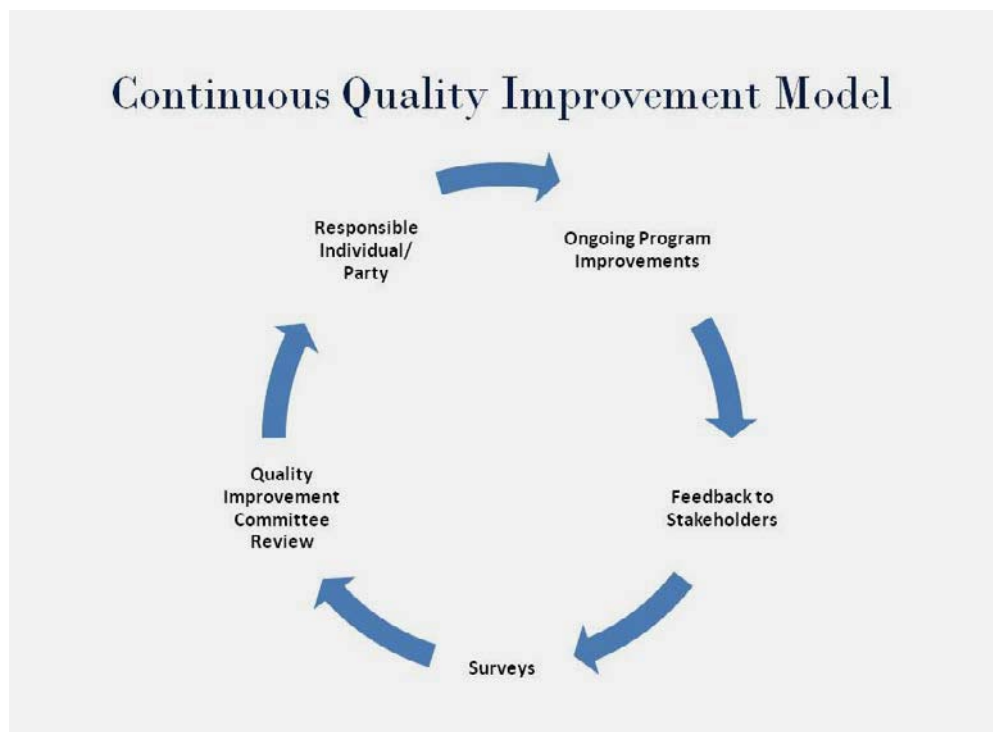 Continuous Quality Improvement Model
Responsible
Individual/
Party
Ongoing Program
Improvements
Feedback to
Stakeholders
Surveys
Quality
Improvement
Committee
Review